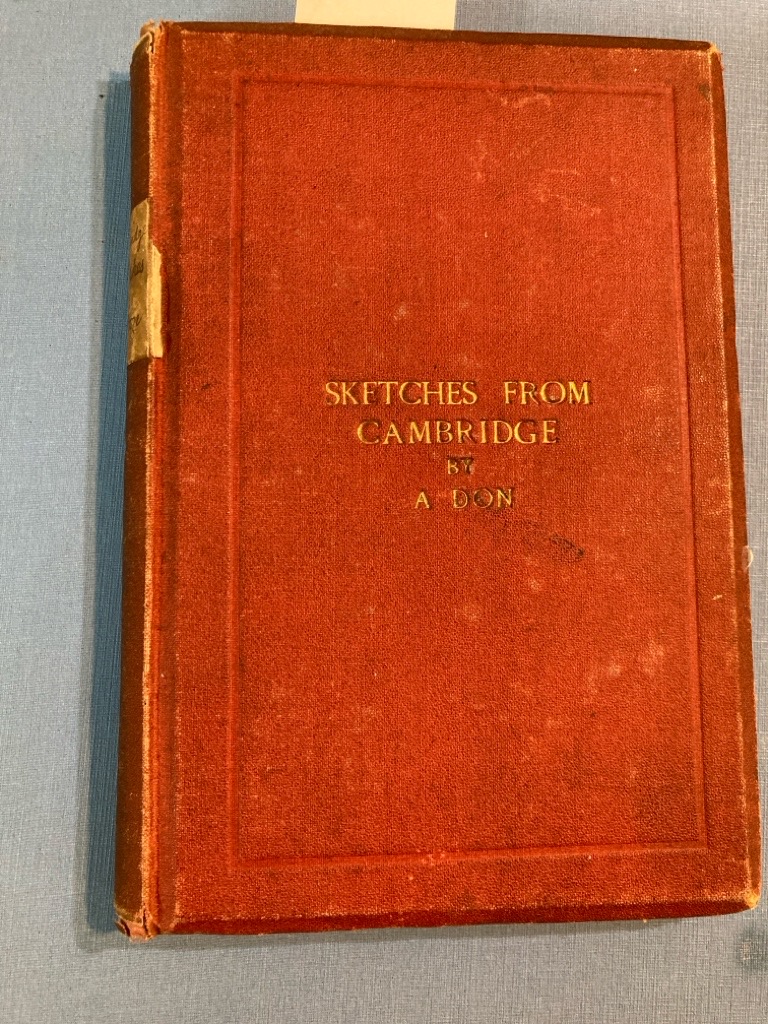 SKETCHES FROM
CAMBRIDGE
BY
A DON